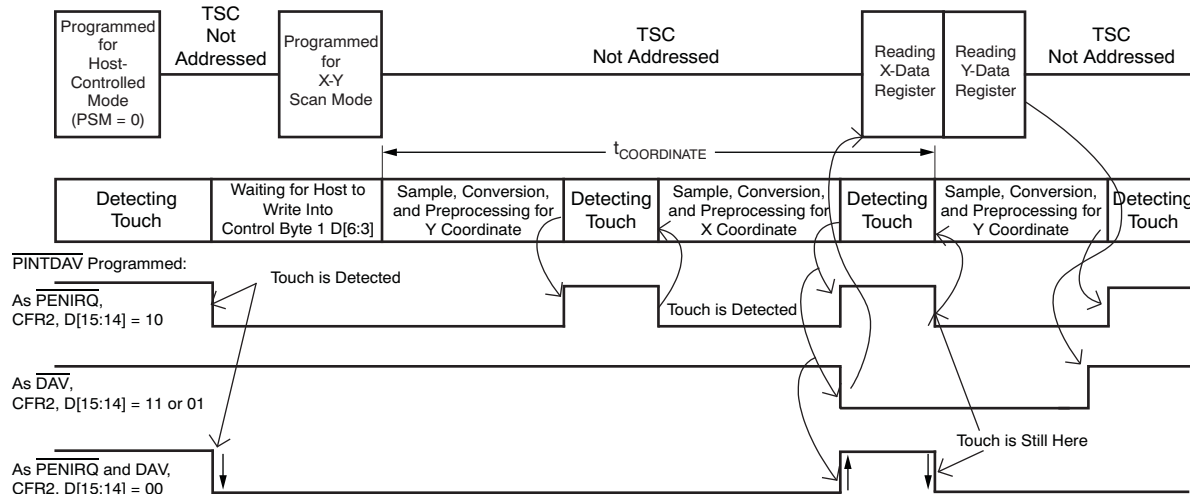 Programmed
for
Host-
Controlled
Mode
(PSM = 0)
TSC
Not
Addressed
Programmed
for
X-Y
Scan Mode
TSC
Not Addressed
Reading
X-Data
Register
Reading
Y-Data
Register
TSC
Not Addressed
tCOORDINATE
Detecting
Touch
Waiting for Host to
Write Into
Control Byte 1 D[6:3]
Sample, Conversion,
and Preprocessing for
Y Coordinate
Detecting
Touch
Sample, Conversion,
and Preprocessing for
X Coordinate
Detecting
Touch
Sample, Conversion,
and Preprocessing for
Y Coordinate
Detecting
Touch
PINTDAV Programmed:
Touch is Detected
As PENIRQ,
CFR2, D[15:14] = 10
Touch is Detected
As DAV,
CFR2, D[15:14] = 11 or 01
Touch is Still Here
As PENIRQ and DAV,
CFR2, D[15:14] = 00